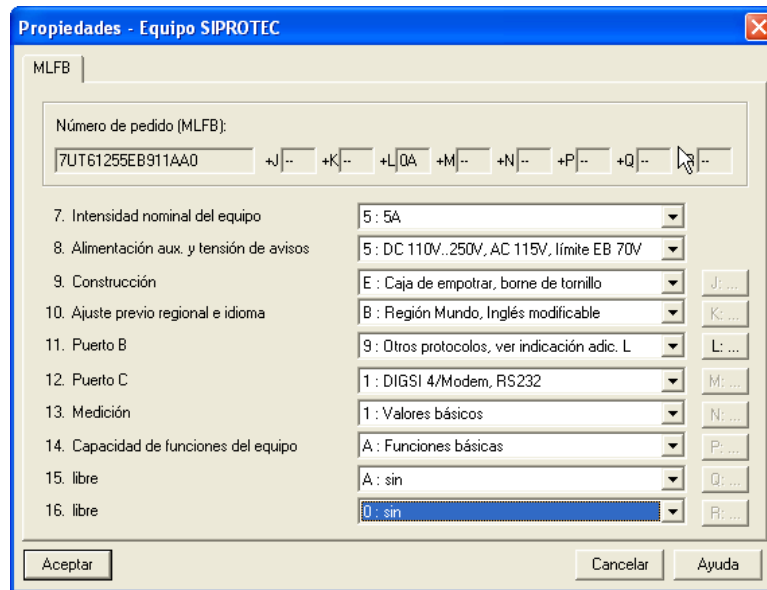 Propiedades - Equipo SIPROTEC
MLFB
Número de pedido (MLFB):
7UT61255EB911AA0 +J -- +K -- +L 0A +M -- +N -- +P -- +Q -- --
7. Intensidad nominal del equipo 5 : 5A
8. Alimentación aux. y tensión de avisos 5 : DC 110V..250V, AC 115V, límite EB 70V
9. Construcción E : Caja de empotrar, borne de tornillo J: ...
10. Ajuste previo regional e idioma B : Región Mundo, Inglés modificable K: ...
11. Puerto B 9 : Otros protocolos, ver indicación adic. L L: ...
12. Puerto C 1 : DIGSI 4/Modem, RS232 M: ...
13. Medición 1 : Valores básicos N: ...
14. Capacidad de funciones del equipo A : Funciones básicas P: ...
15. libre A : sin Q: ...
16. libre 0 : sin R: ...
Aceptar Cancelar Ayuda